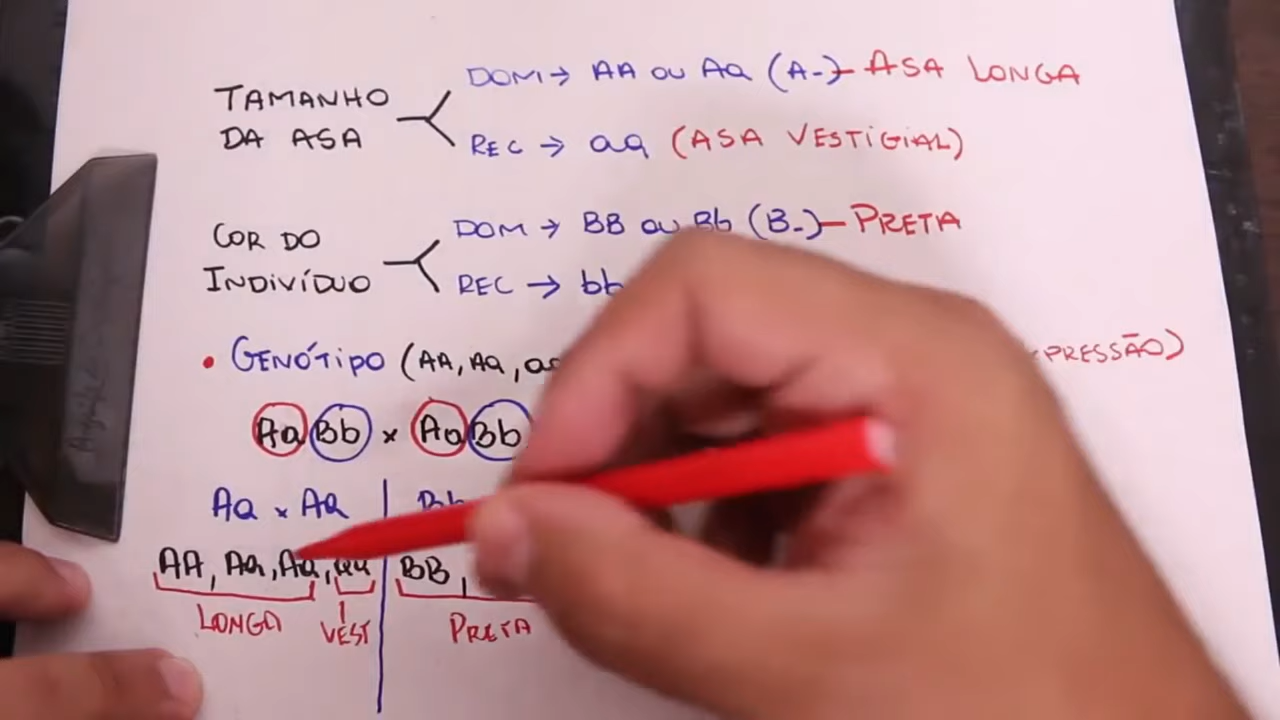 TAMANHO DA ASA
DOM → AA OU Aa (A-) - ASA LONGA
REC → aa (ASA VESTIGIAL)
COR DO INDIVÍDUO
DOM → BB OU Bb (B-) - PRETA
REC → bb
• GENÓTIPO (AA, Aa, aa PRESSÃO)
AaBb x AaBb
Aa x Aa
Bb
AA, Aa, Aa, aa
BB,
LONGA VEST
PRETA